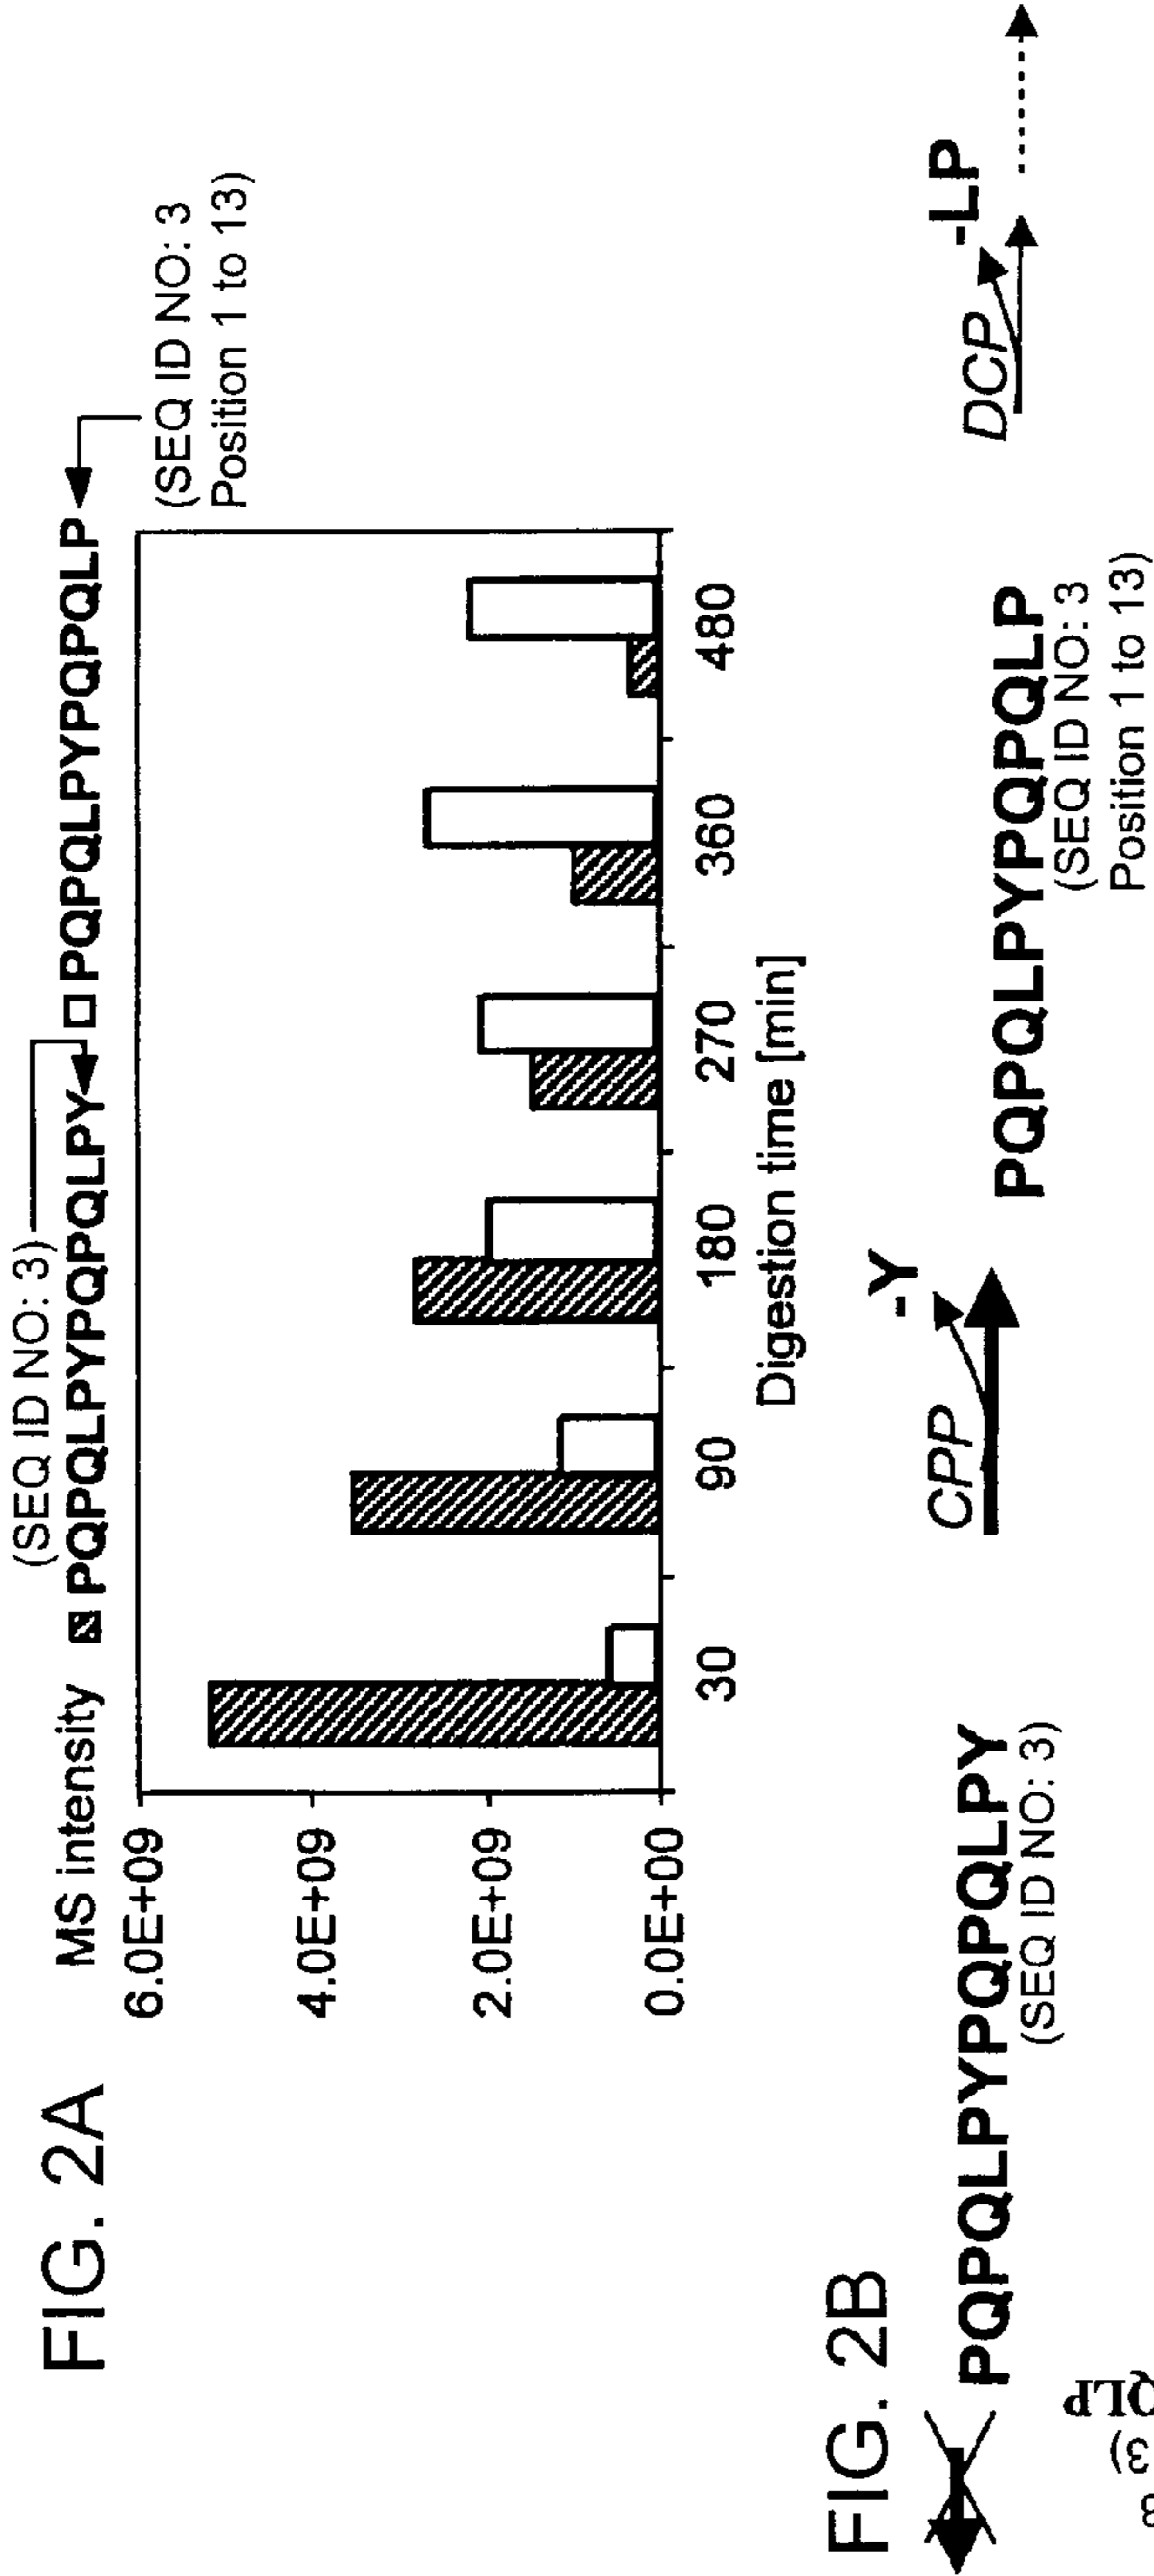 FIG. 2A
(SEQ ID NO: 3)
MS intensity PQPQLPYPQPQLPY PQPQLPYPQPQLP
(SEQ ID NO: 3
Position 1 to 13)
6.0E+09
4.0E+09
2.0E+09
0.0E+00
30 90 180 270 360 480
Digestion time [min]
FIG. 2B
PQPQLPYPQPQLPY
(SEQ ID NO: 3)
CPP -Y
PQPQLPYPQPQLP
(SEQ ID NO: 3
Position 1 to 13)
DCP -LP
QLP
3)
3